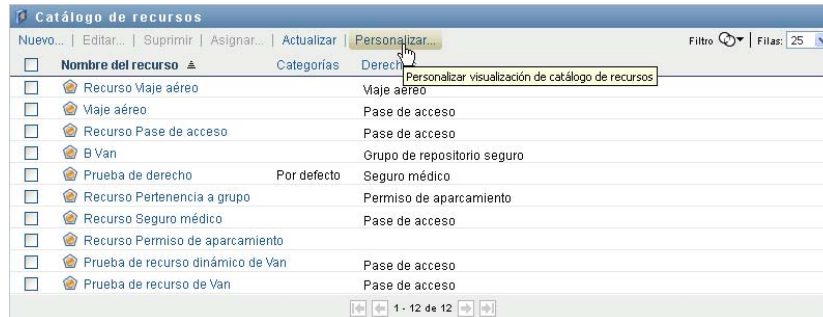 Catálogo de recursos
Nuevo... | Editar... | Suprimir | Asignar... | Actualizar | Personalizar... Filtro | Filas: 25
Nombre del recurso Categorías Derech
Personalizar visualización de catálogo de recursos
Recurso Viaje aéreo Viaje aéreo
Viaje aéreo Pase de acceso
Recurso Pase de acceso Pase de acceso
B Van Grupo de repositorio seguro
Prueba de derecho Por defecto Seguro médico
Recurso Pertenencia a grupo Permiso de aparcamiento
Recurso Seguro médico Pase de acceso
Recurso Permiso de aparcamiento
Prueba de recurso dinámico de Van Pase de acceso
Prueba de recurso de Van Pase de acceso
1 - 12 de 12